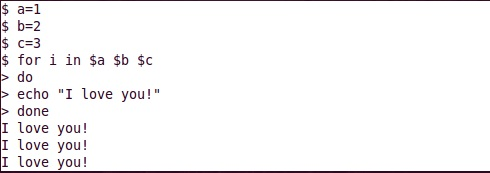 $ a=1
$ b=2
$ c=3
$ for i in $a $b $c
> do
> echo "I love you!"
> done
I love you!
I love you!
I love you!